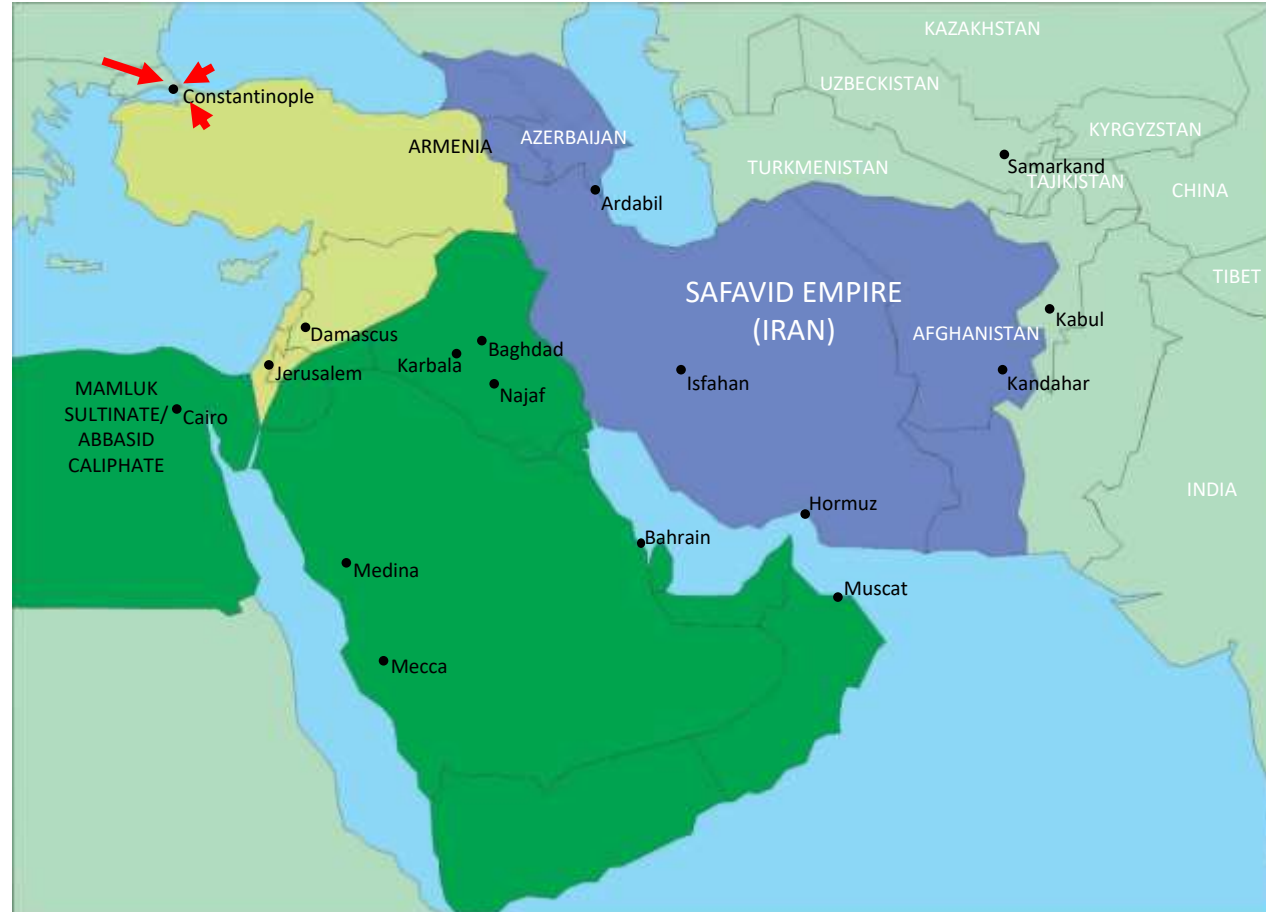 KAZAKHSTAN
UZBECKISTAN
Constantinople
KYRGYZSTAN
ARMENIA
AZERBAIJAN
TURKMENISTAN
Samarkand
TAJIKISTAN
CHINA
Ardabil
TIBET
SAFAVID EMPIRE
(IRAN)
Kabul
Damascus
AFGHANISTAN
Baghdad
Karbala
Jerusalem
Isfahan
Kandahar
Najaf
MAMLUK
SULTINATE/
ABBASID
CALIPHATE
Cairo
INDIA
Hormuz
Bahrain
Medina
Muscat
Mecca